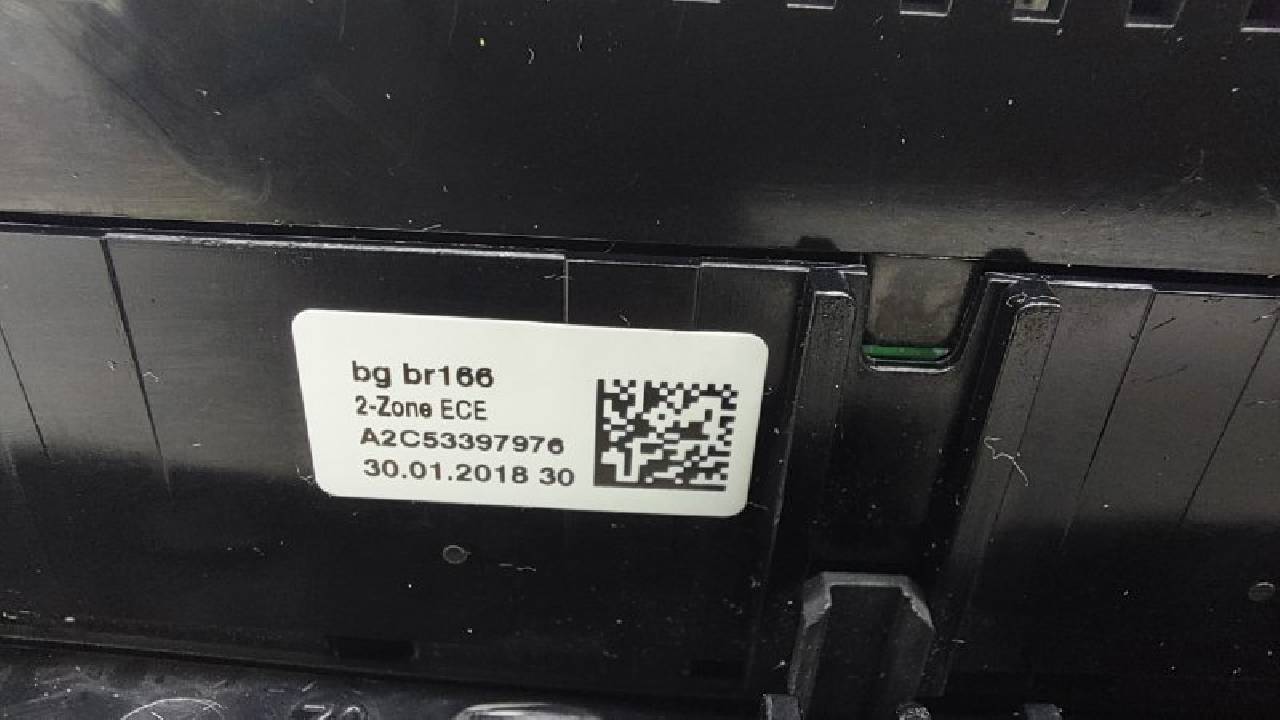 bg br166
2-Zone ECE
A2C53397976
30.01.2018 30